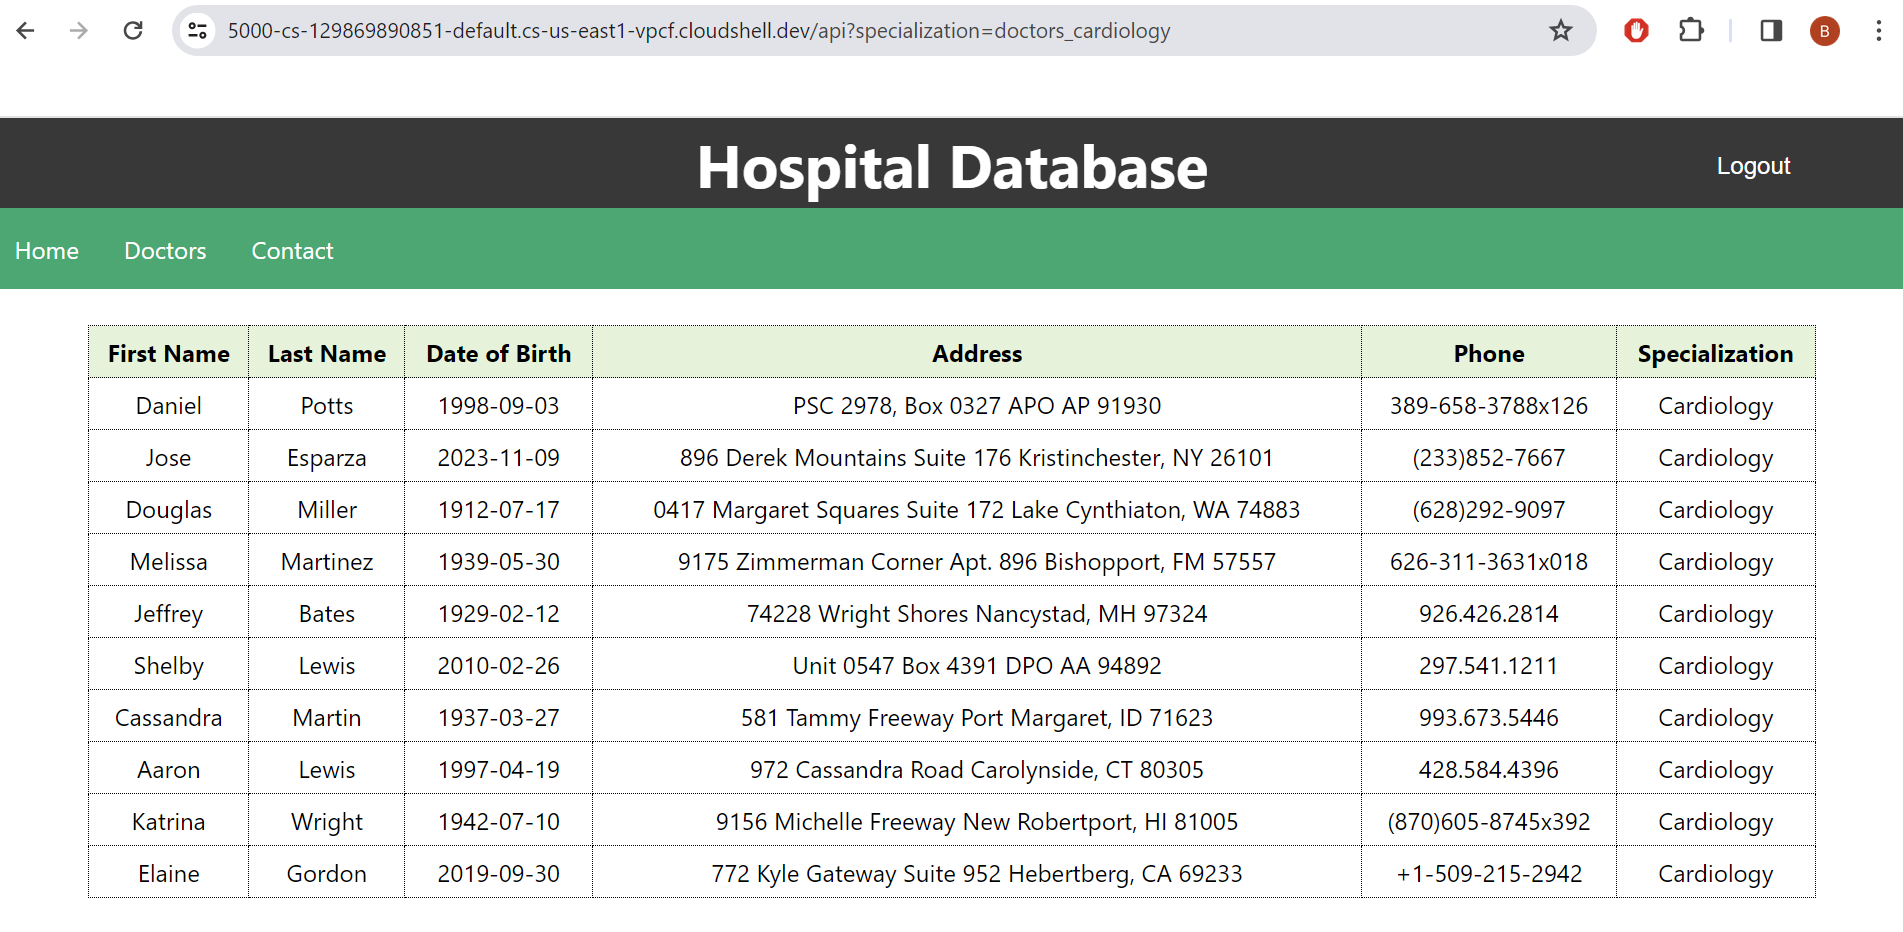 5000-cs-129869890851-default.cs-us-east1-vpcf.cloudshell.dev/api?specialization=doctors_cardiology
B
Hospital Database
Logout
Home Doctors Contact
First Name Last Name Date of Birth Address Phone Specialization
Daniel Potts 1998-09-03 PSC 2978, Box 0327 APO AP 91930 389-658-3788x126 Cardiology
Jose Esparza 2023-11-09 896 Derek Mountains Suite 176 Kristinchester, NY 26101 (233)852-7667 Cardiology
Douglas Miller 1912-07-17 0417 Margaret Squares Suite 172 Lake Cynthiaton, WA 74883 (628)292-9097 Cardiology
Melissa Martinez 1939-05-30 9175 Zimmerman Corner Apt. 896 Bishopport, FM 57557 626-311-3631x018 Cardiology
Jeffrey Bates 1929-02-12 74228 Wright Shores Nancystad, MH 97324 926.426.2814 Cardiology
Shelby Lewis 2010-02-26 Unit 0547 Box 4391 DPO AA 94892 297.541.1211 Cardiology
Cassandra Martin 1937-03-27 581 Tammy Freeway Port Margaret, ID 71623 993.673.5446 Cardiology
Aaron Lewis 1997-04-19 972 Cassandra Road Carolynside, CT 80305 428.584.4396 Cardiology
Katrina Wright 1942-07-10 9156 Michelle Freeway New Robertport, HI 81005 (870)605-8745x392 Cardiology
Elaine Gordon 2019-09-30 772 Kyle Gateway Suite 952 Hebertberg, CA 69233 +1-509-215-2942 Cardiology